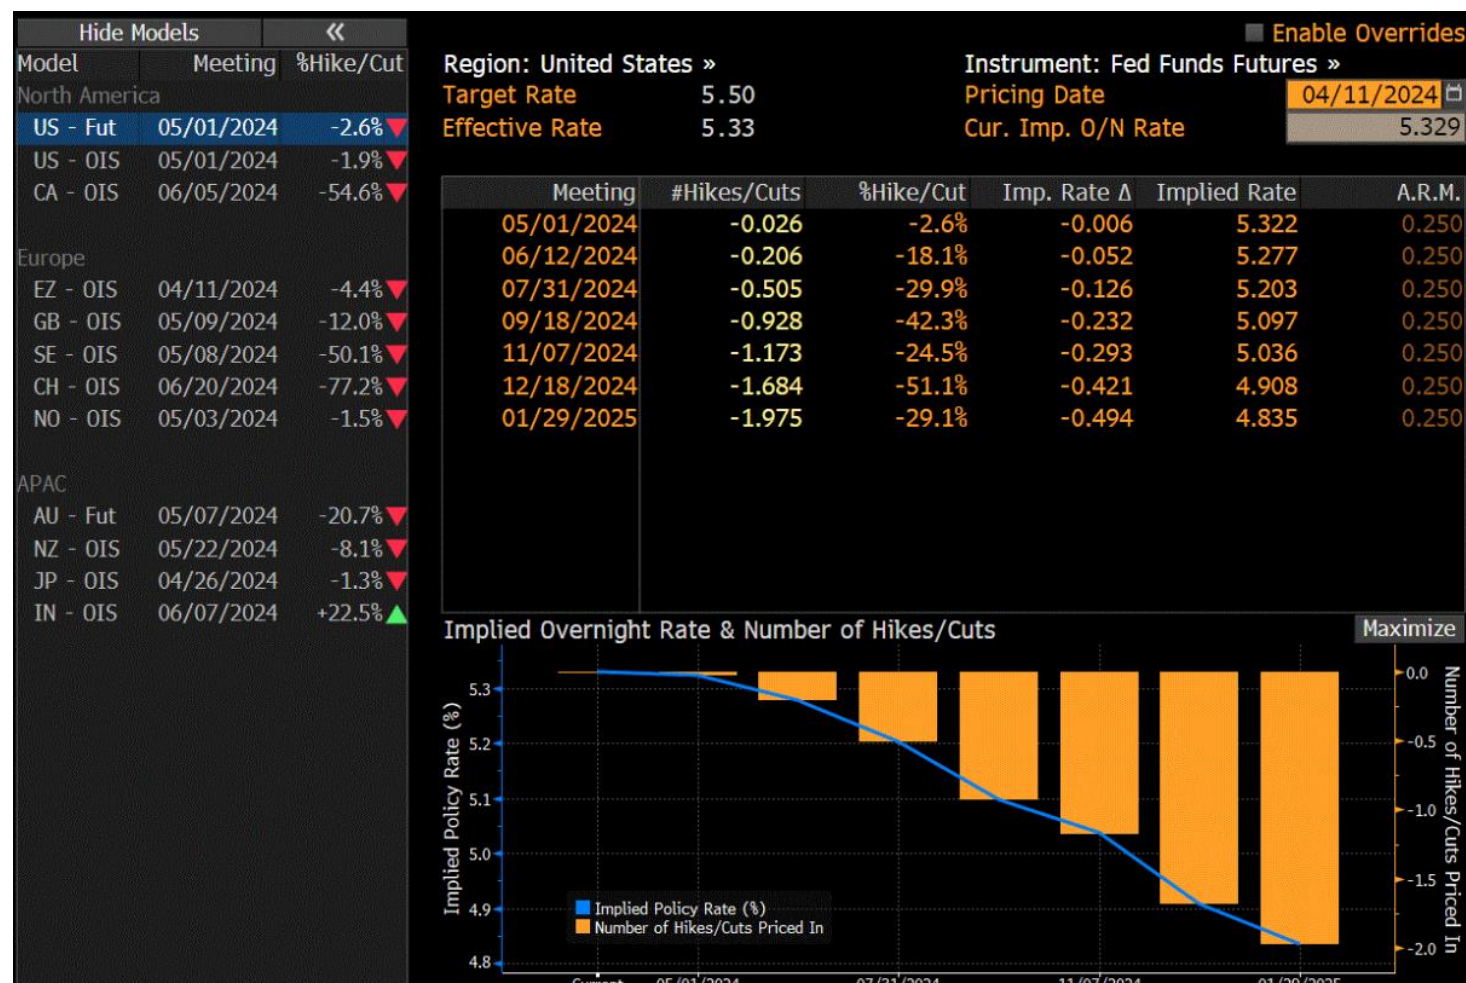 Hide Models «
Model Meeting %Hike/Cut
North America
US - Fut 05/01/2024 -2.6%
US - OIS 05/01/2024 -1.9%
CA - OIS 06/05/2024 -54.6%
Europe
EZ - OIS 04/11/2024 -4.4%
GB - OIS 05/09/2024 -12.0%
SE - OIS 05/08/2024 -50.1%
CH - OIS 06/20/2024 -77.2%
NO - OIS 05/03/2024 -1.5%
APAC
AU - Fut 05/07/2024 -20.7%
NZ - OIS 05/22/2024 -8.1%
JP - OIS 04/26/2024 -1.3%
IN - OIS 06/07/2024 +22.5%
Enable Overrides
Region: United States » Instrument: Fed Funds Futures »
Target Rate 5.50 Pricing Date 04/11/2024
Effective Rate 5.33 Cur. Imp. O/N Rate 5.329
Meeting #Hikes/Cuts %Hike/Cut Imp. Rate Δ Implied Rate A.R.M.
05/01/2024 -0.026 -2.6% -0.006 5.322 0.250
06/12/2024 -0.206 -18.1% -0.052 5.277 0.250
07/31/2024 -0.505 -29.9% -0.126 5.203 0.250
09/18/2024 -0.928 -42.3% -0.232 5.097 0.250
11/07/2024 -1.173 -24.5% -0.293 5.036 0.250
12/18/2024 -1.684 -51.1% -0.421 4.908 0.250
01/29/2025 -1.975 -29.1% -0.494 4.835 0.250
Implied Overnight Rate & Number of Hikes/Cuts Maximize
Implied Policy Rate (%)
5.3
5.2
5.1
5.0
4.9
4.8
Implied Policy Rate (%)
Number of Hikes/Cuts Priced In
0.0
-0.5
-1.0
-1.5
-2.0
Number of Hikes/Cuts Priced In
Current 05/01/2024 07/31/2024 11/07/2024 01/29/2025